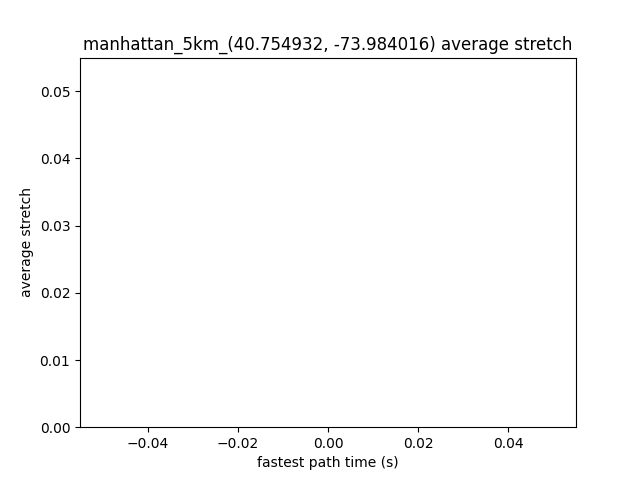 manhattan_5km_(40.754932, -73.984016) average stretch
0.05
0.04
0.03
0.02
0.01
0.00
average stretch
−0.04 −0.02 0.00 0.02 0.04
fastest path time (s)